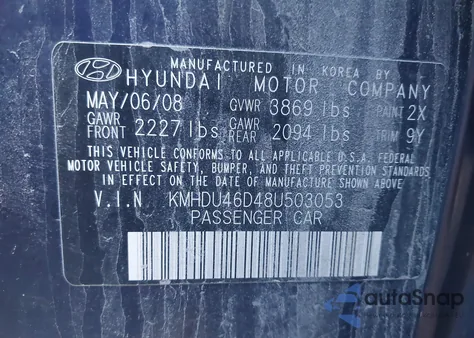 MANUFACTURED IN KOREA BY
HYUNDAI MOTOR COMPANY
MAY/06/08 GVWR 3869 lbs PAINT 2X
GAWR FRONT 2227 lbs GAWR REAR 2094 lbs TRIM 9Y
THIS VEHICLE CONFORMS TO ALL APPLICABLE U.S.A. FEDERAL
MOTOR VEHICLE SAFETY, BUMPER, AND THEFT PREVENTION STANDARDS
IN EFFECT ON THE DATE OF MANUFACTURE SHOWN ABOVE.
V.I.N KMHDU46D48U503053
PASSENGER CAR
autoSnap